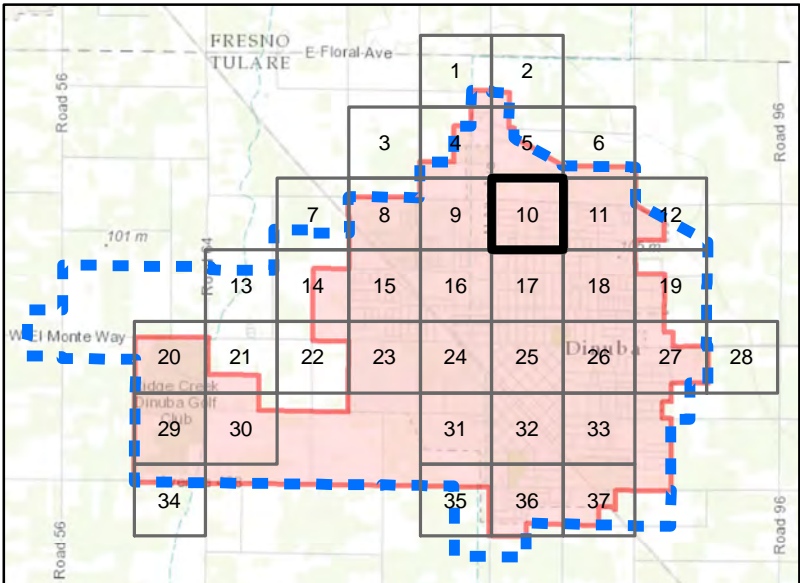 FRESNO
TULARE
E Floral Ave
Road 56
Road 96
1 2
3 4 5 6
7 8 9 10 11 12
101 m
13 14 15 16 17 18 19
W El Monte Way
Dinuba
20 21 22 23 24 25 26 27 28
Ridge Creek
Dinuba Golf
Club
29 30 31 32 33
34 35 36 37
Road 56
Road 96